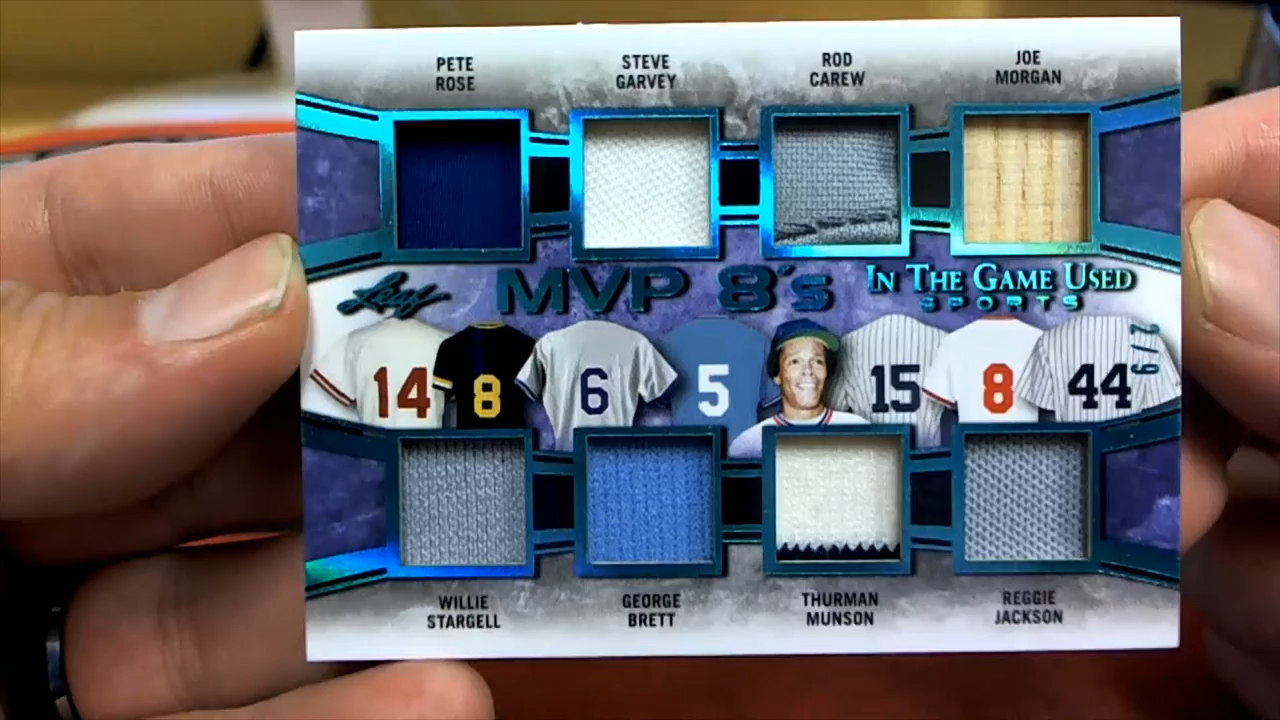 PETE
ROSE
STEVE
GARVEY
ROD
CAREW
JOE
MORGAN
Leaf
MVP 8's
IN THE GAME USED
SPORTS
14
8
6
5
15
8
44
2/9
WILLIE
STARGELL
GEORGE
BRETT
THURMAN
MUNSON
REGGIE
JACKSON